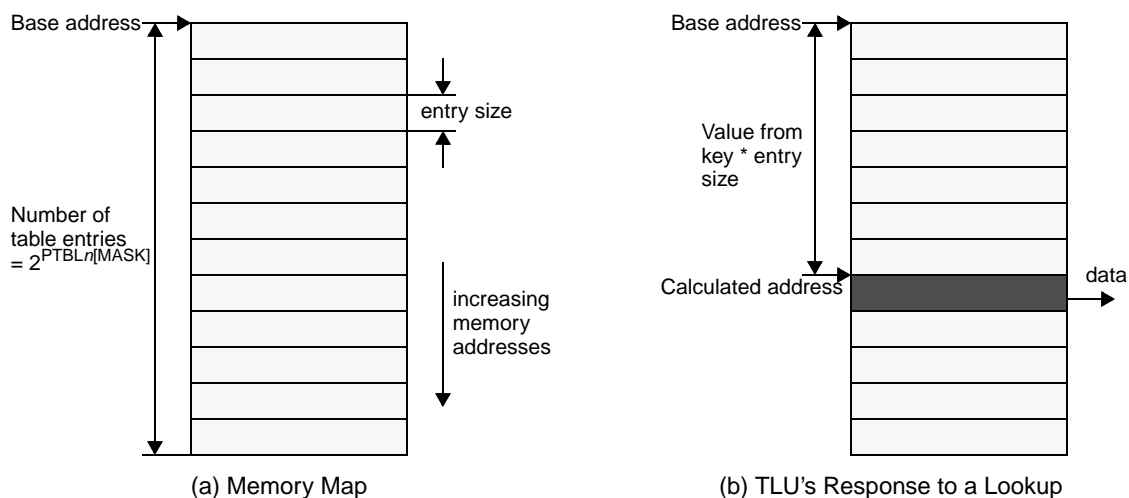 Base address
entry size
Number of
table entries
= 2^PTBLn[MASK]
increasing
memory
addresses
(a) Memory Map
Base address
Value from
key * entry
size
Calculated address
data
(b) TLU's Response to a Lookup